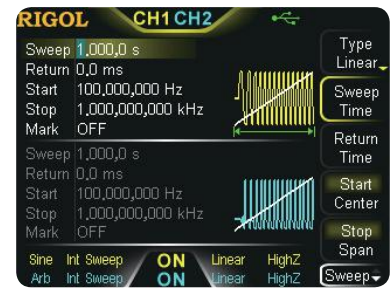 RIGOL CH1 CH2
Sweep 1.000,0 s
Return 0.0 ms
Start 100,000,000 Hz
Stop 1.000,000,000 kHz
Mark OFF
Sweep 1.000,0 s
Return 0.0 ms
Start 100,000,000 Hz
Stop 1.000,000,000 kHz
Mark OFF
Sine Int Sweep ON Linear HighZ
Arb Int Sweep ON Linear HighZ
Type
Linear
Sweep
Time
Return
Time
Start
Center
Stop
Span
Sweep